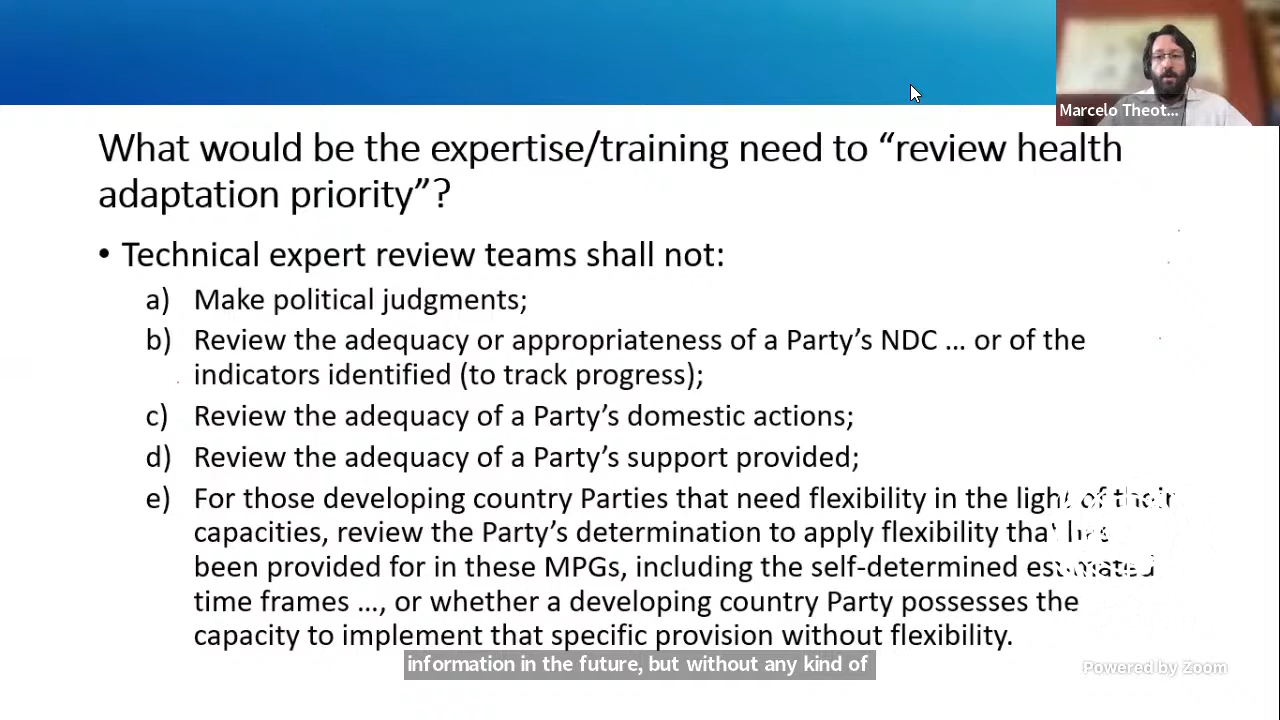 Marcelo Theot...
What would be the expertise/training need to “review health
adaptation priority”?
• Technical expert review teams shall not:
a) Make political judgments;
b) Review the adequacy or appropriateness of a Party’s NDC … or of the
indicators identified (to track progress);
c) Review the adequacy of a Party’s domestic actions;
d) Review the adequacy of a Party’s support provided;
e) For those developing country Parties that need flexibility in the light of their
capacities, review the Party’s determination to apply flexibility that has
been provided for in these MPGs, including the self-determined estimated
time frames …, or whether a developing country Party possesses the
capacity to implement that specific provision without flexibility.
information in the future, but without any kind of
Powered by Zoom